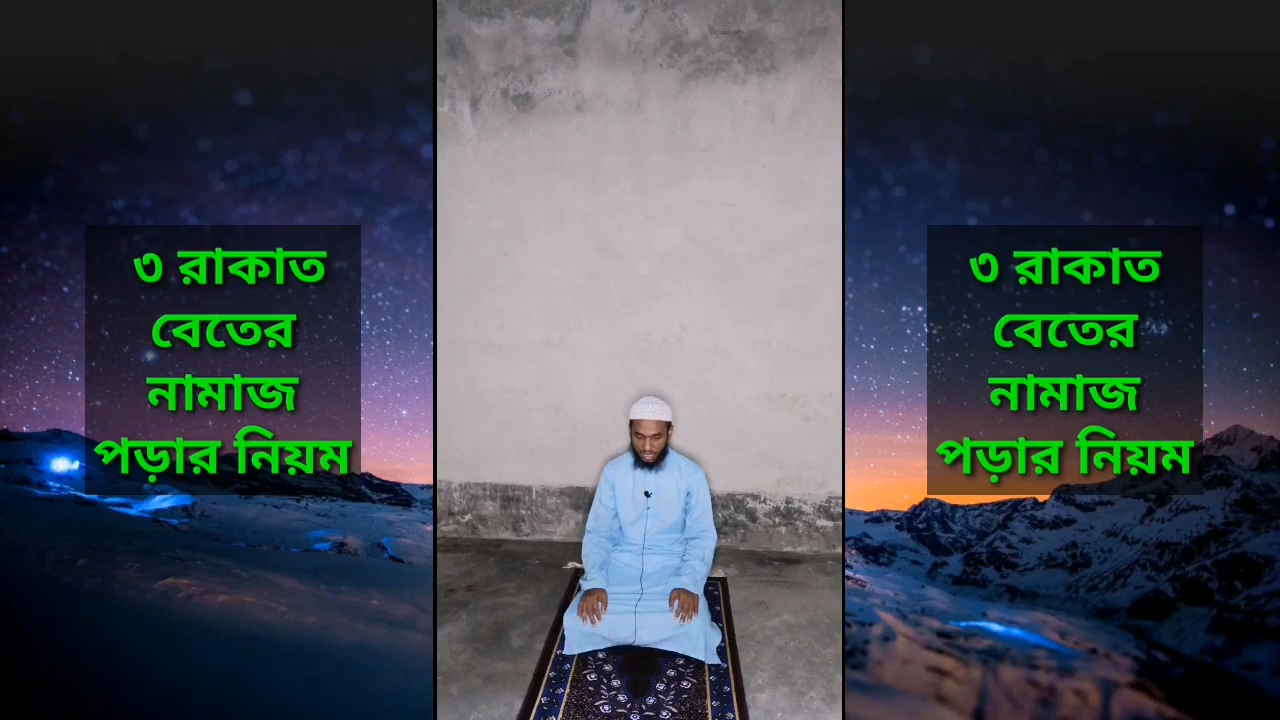 ৩ রাকাত
বেতের
নামাজ
পড়ার নিয়ম
৩ রাকাত
বেতের
নামাজ
পড়ার নিয়ম